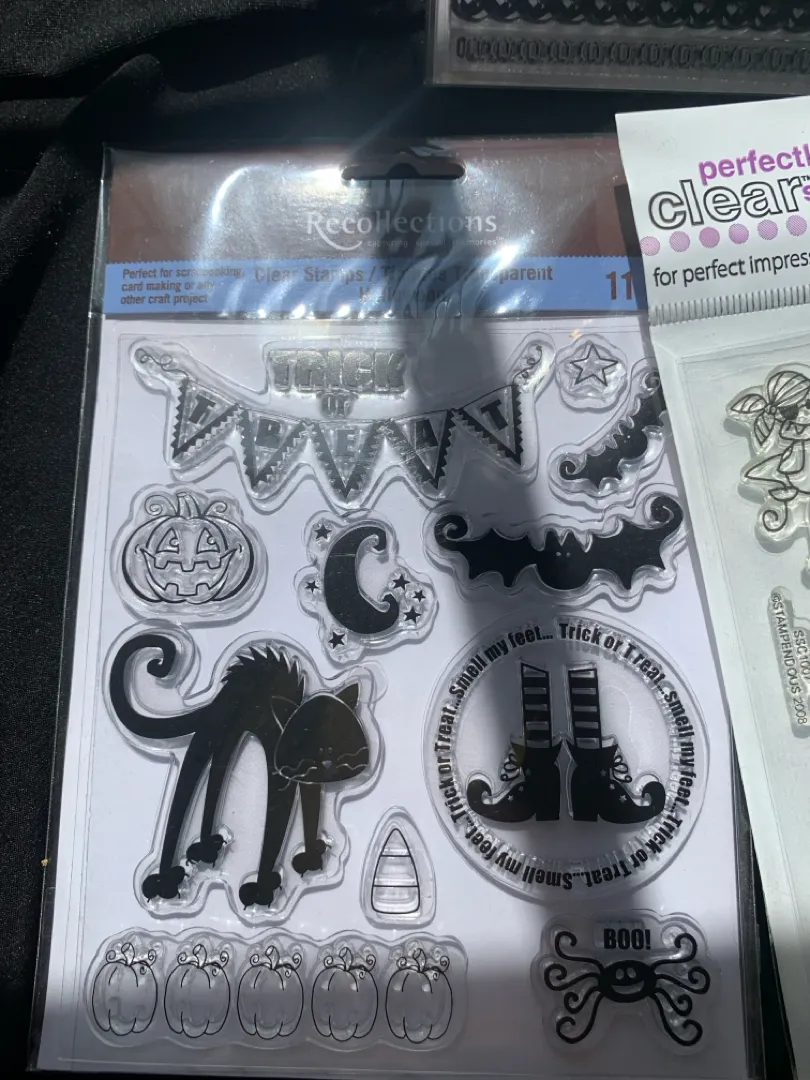 Recollections
Perfect for scrapbooking,
card making or any
other craft project
Clear Stamps / Transparent
11
TRICK
or
TREAT
Trick or Treat...Smell my feet... Trick or Treat...smell my feet...Trick or Treat...Smell my feet...
BOO!
perfectl
clear
for perfect impress
©STAMPENDOUS 2008